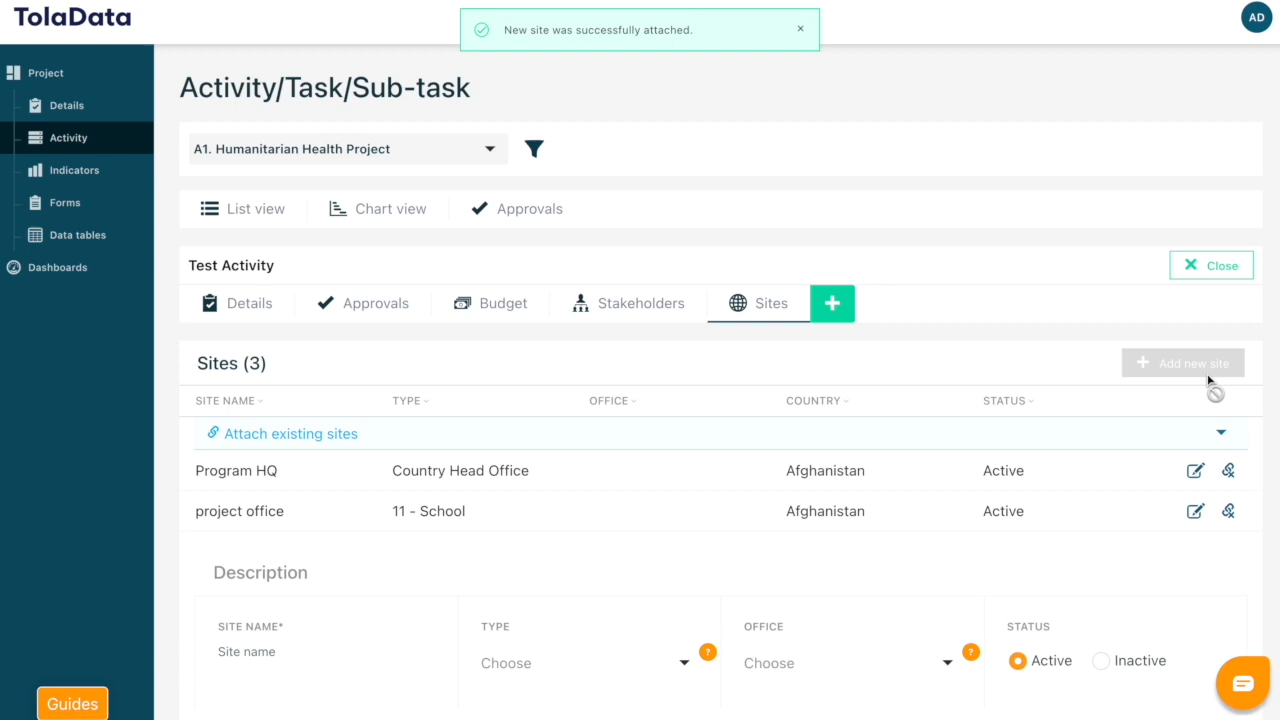 TolaData
New site was successfully attached.
×
AD
Project
Details
Activity
Indicators
Forms
Data tables
Dashboards
Guides
Activity/Task/Sub-task
A1. Humanitarian Health Project
List view
Chart view
Approvals
Test Activity
Close
Details
Approvals
Budget
Stakeholders
Sites
+
Sites (3)
+ Add new site
SITE NAME TYPE OFFICE COUNTRY STATUS
Attach existing sites
Program HQ Country Head Office Afghanistan Active
project office 11 - School Afghanistan Active
Description
SITE NAME* TYPE OFFICE STATUS
Site name Choose ? Choose ? Active Inactive